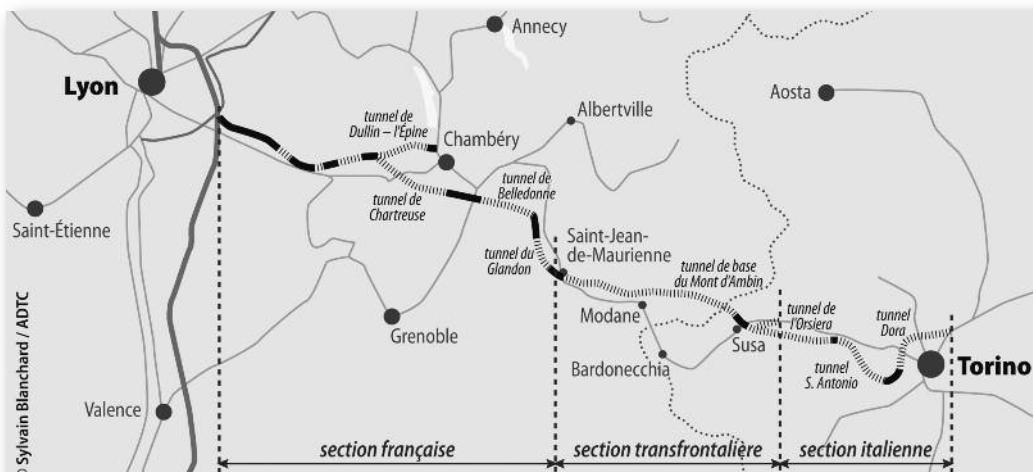 Annecy
Lyon
Aosta
Albertville
tunnel de
Dullin – l'Épine
Chambéry
tunnel de
Belledonne
tunnel de
Chartreuse
Saint-Étienne
Saint-Jean-
de-Maurienne
tunnel du
Glandon
tunnel de base
du Mont d'Ambin
tunnel de
l'Orsiera
tunnel
Dora
Modane
Grenoble
Susa
Bardonecchia
tunnel
S. Antonio
Torino
Valence
© Sylvain Blanchard / ADTC
section française
section transfrontalière
section italienne